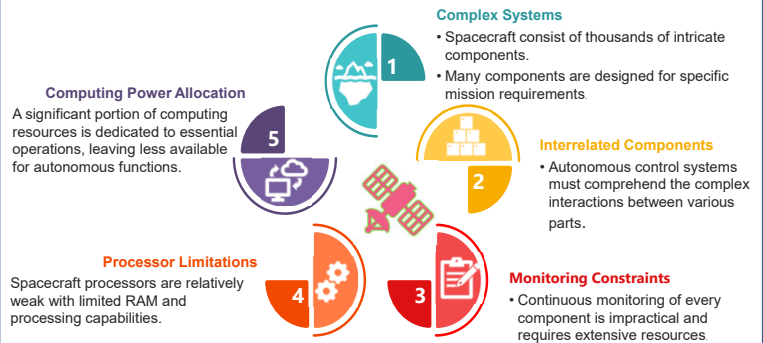 Complex Systems
• Spacecraft consist of thousands of intricate
components.
• Many components are designed for specific
mission requirements.
1
Interrelated Components
• Autonomous control systems
must comprehend the complex
interactions between various
parts.
2
Monitoring Constraints
• Continuous monitoring of every
component is impractical and
requires extensive resources.
3
Processor Limitations
Spacecraft processors are relatively
weak with limited RAM and
processing capabilities.
4
Computing Power Allocation
A significant portion of computing
resources is dedicated to essential
operations, leaving less available
for autonomous functions.
5